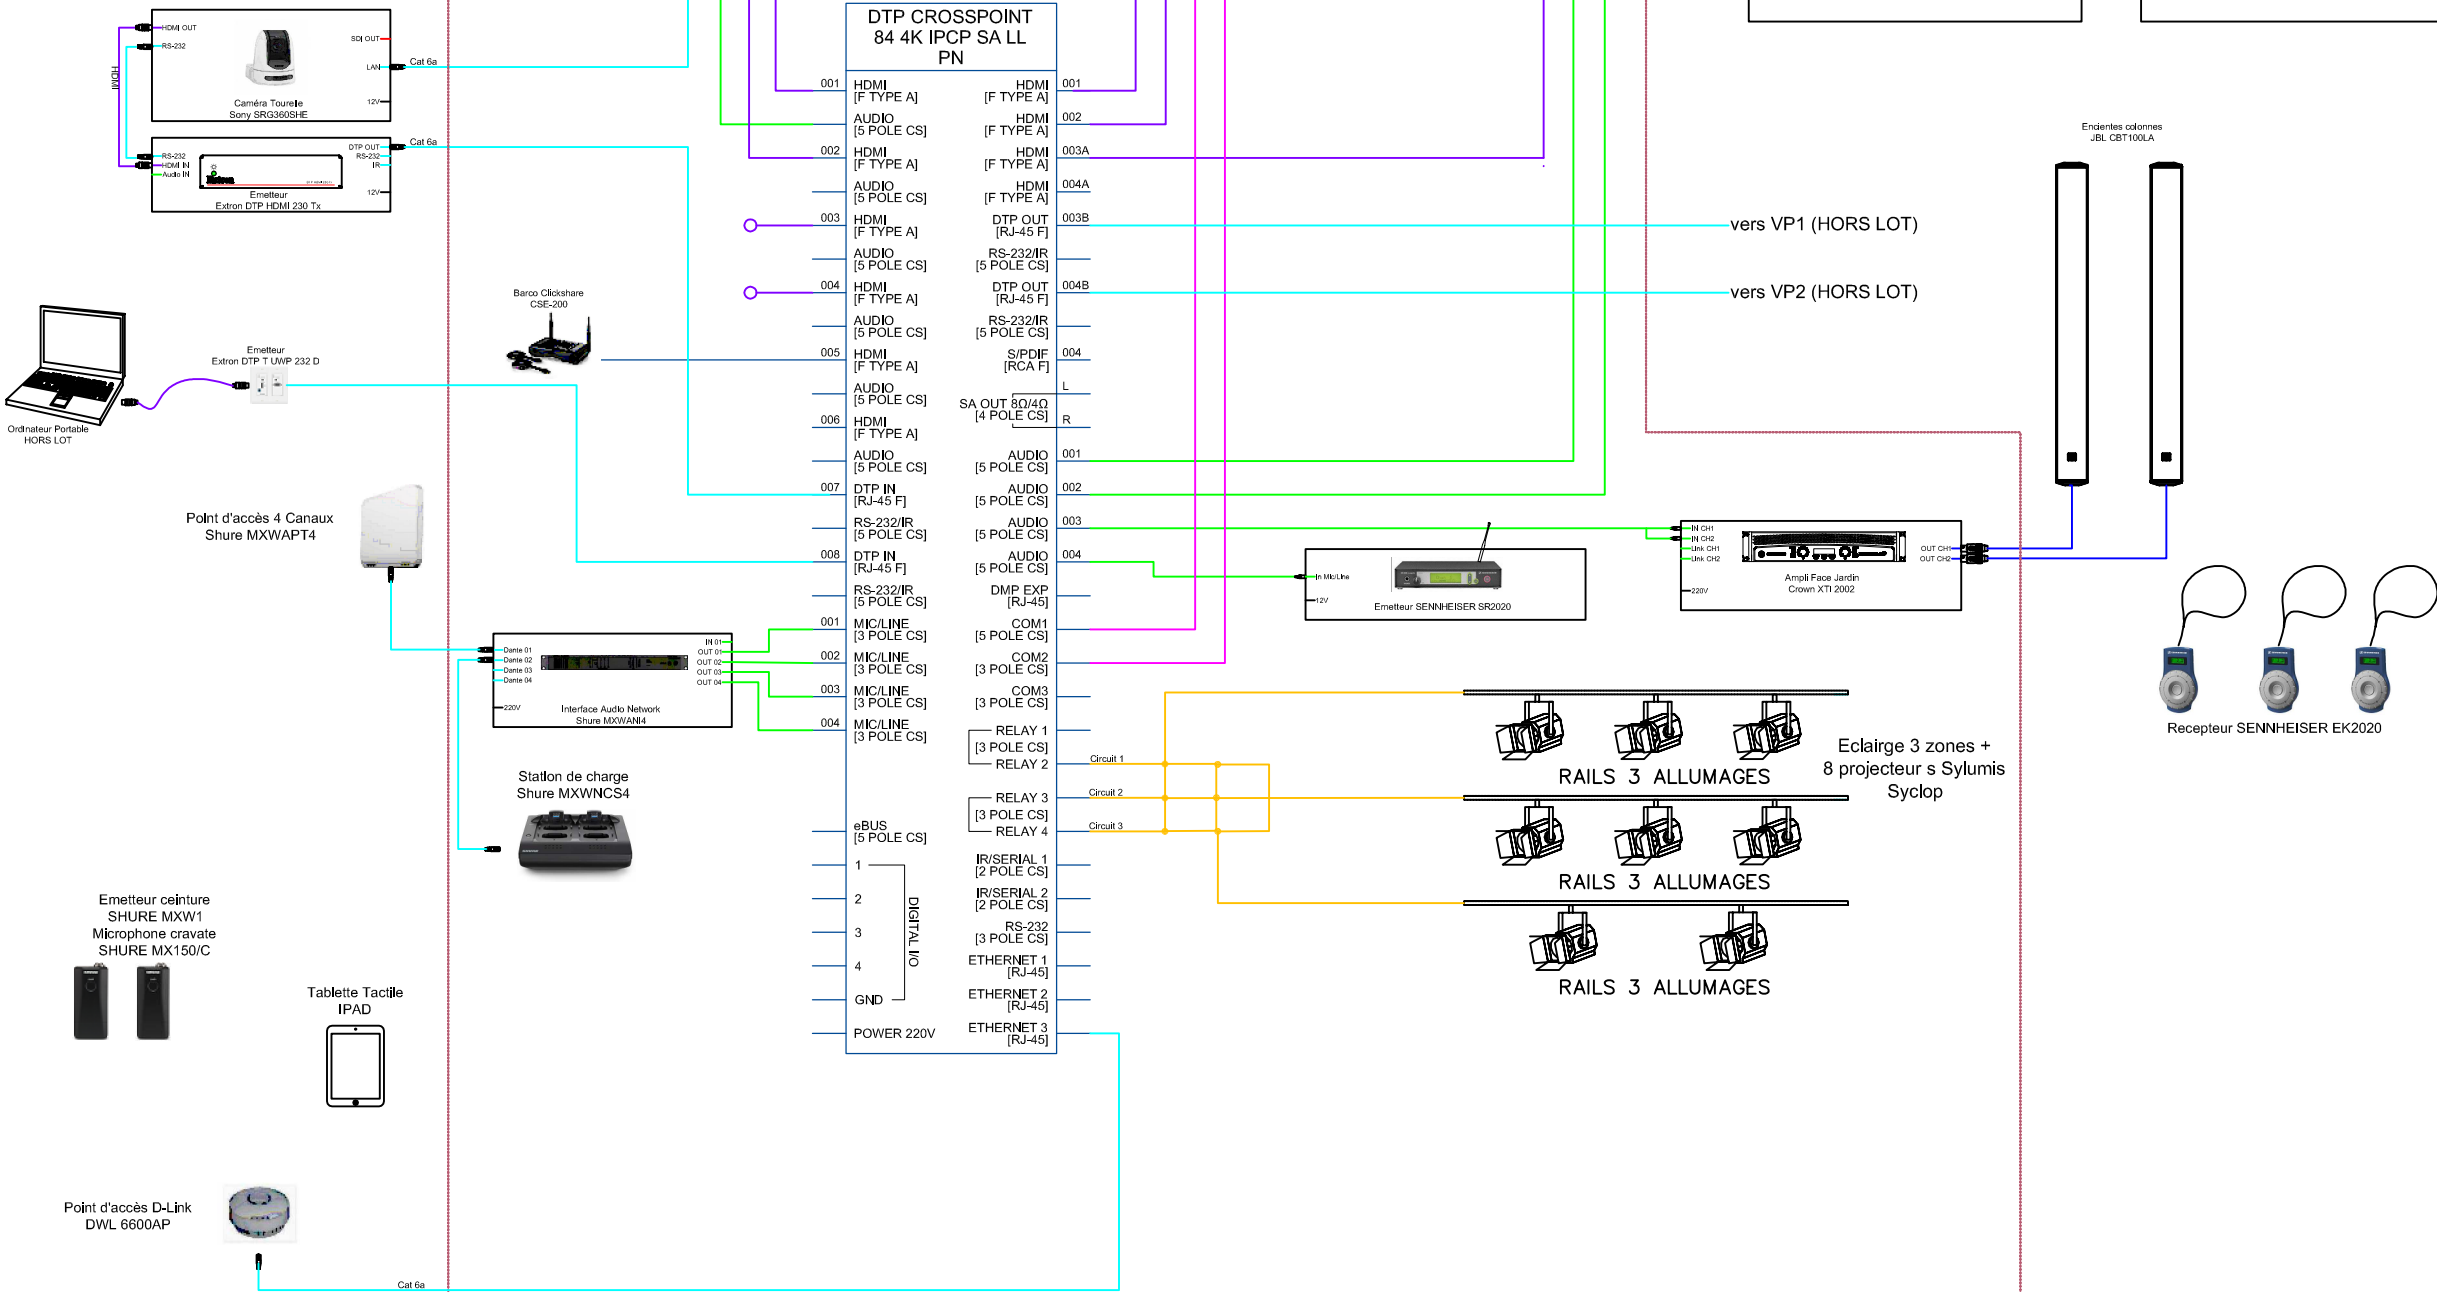 HDMI OUT
RS-232
SDI OUT
LAN
12V
Cat 6a
HDMI
Caméra Tourelle
Sony SRG360SHE
RS-232
HDMI IN
Audio IN
DTP OUT
RS-232
IR
12V
Cat 6a
Extron
Emetteur
Extron DTP HDMI 230 Tx
Ordinateur Portable
HORS LOT
Emetteur
Extron DTP T UWP 232 D
Barco Clickshare
CSE-200
Point d'accès 4 Canaux
Shure MXWAPT4
Dante 01
Dante 02
Dante 03
Dante 04
220V
IN 01
OUT 01
OUT 02
OUT 03
OUT 04
Interface Audio Network
Shure MXWANI4
Station de charge
Shure MXWNCS4
Emetteur ceinture
SHURE MXW1
Microphone cravate
SHURE MX150/C
Tablette Tactile
IPAD
Point d'accès D-Link
DWL 6600AP
Cat 6a
DTP CROSSPOINT
84 4K IPCP SA LL
PN
001 HDMI
[F TYPE A]
AUDIO
[5 POLE CS]
002 HDMI
[F TYPE A]
AUDIO
[5 POLE CS]
003 HDMI
[F TYPE A]
AUDIO
[5 POLE CS]
004 HDMI
[F TYPE A]
AUDIO
[5 POLE CS]
005 HDMI
[F TYPE A]
AUDIO
[5 POLE CS]
006 HDMI
[F TYPE A]
AUDIO
[5 POLE CS]
007 DTP IN
[RJ-45 F]
RS-232/IR
[5 POLE CS]
008 DTP IN
[RJ-45 F]
RS-232/IR
[5 POLE CS]
001 MIC/LINE
[3 POLE CS]
002 MIC/LINE
[3 POLE CS]
003 MIC/LINE
[3 POLE CS]
004 MIC/LINE
[3 POLE CS]
eBUS
[5 POLE CS]
1
2
3
4
GND
DIGITAL I/O
POWER 220V
HDMI 001
[F TYPE A]
HDMI 002
[F TYPE A]
HDMI 003A
[F TYPE A]
HDMI 004A
[F TYPE A]
DTP OUT 003B
[RJ-45 F]
RS-232/IR
[5 POLE CS]
DTP OUT 004B
[RJ-45 F]
RS-232/IR
[5 POLE CS]
S/PDIF 004
[RCA F]
L
SA OUT 8Ω/4Ω
[4 POLE CS]
R
AUDIO 001
[5 POLE CS]
AUDIO 002
[5 POLE CS]
AUDIO 003
[5 POLE CS]
AUDIO 004
[5 POLE CS]
DMP EXP
[RJ-45]
COM1
[5 POLE CS]
COM2
[3 POLE CS]
COM3
[3 POLE CS]
RELAY 1
[3 POLE CS]
RELAY 2
RELAY 3
[3 POLE CS]
RELAY 4
IR/SERIAL 1
[2 POLE CS]
IR/SERIAL 2
[2 POLE CS]
RS-232
[3 POLE CS]
ETHERNET 1
[RJ-45]
ETHERNET 2
[RJ-45]
ETHERNET 3
[RJ-45]
Circuit 1
Circuit 2
Circuit 3
vers VP1 (HORS LOT)
vers VP2 (HORS LOT)
In Mic/Line
12V
Emetteur SENNHEISER SR2020
IN CH1
IN CH2
Link CH1
Link CH2
220V
OUT CH1
OUT CH2
Ampli Face Jardin
Crown XTI 2002
Encientes colonnes
JBL CBT100LA
Recepteur SENNHEISER EK2020
RAILS 3 ALLUMAGES
RAILS 3 ALLUMAGES
RAILS 3 ALLUMAGES
Eclairge 3 zones +
8 projecteur s Sylumis
Syclop